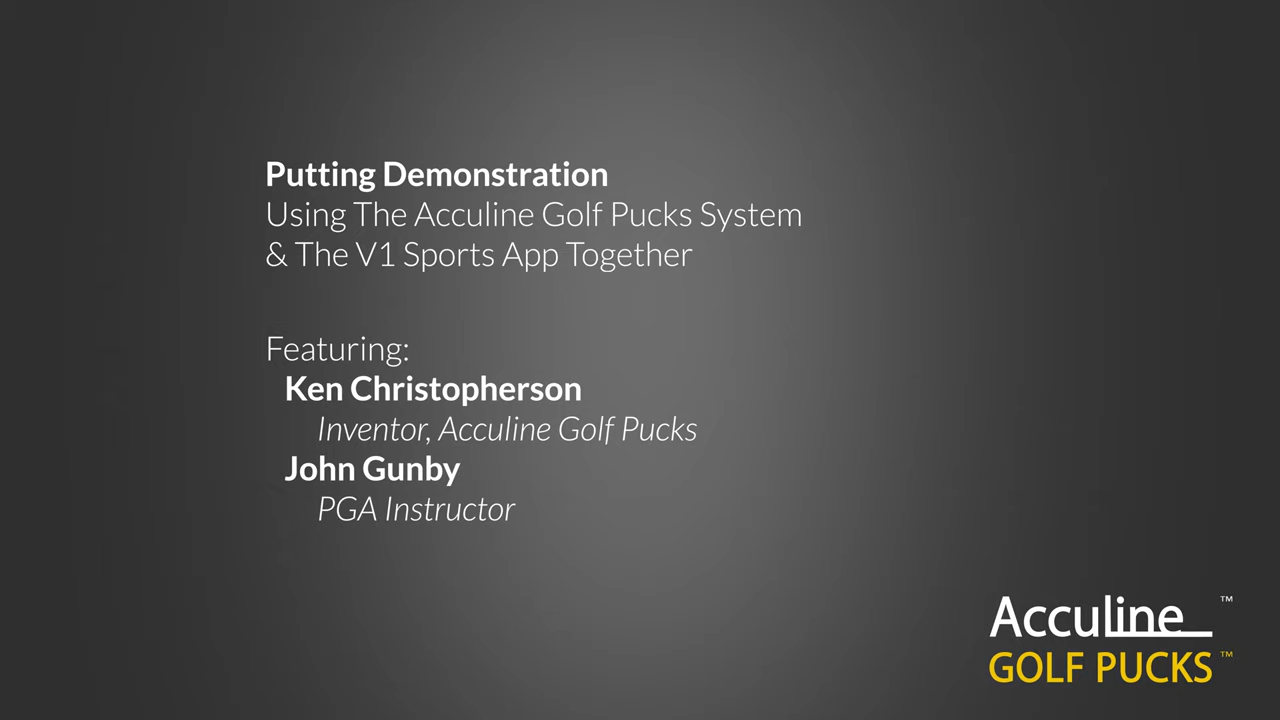 Putting Demonstration
Using The Acculine Golf Pucks System
& The V1 Sports App Together
Featuring:
Ken Christopherson
Inventor, Acculine Golf Pucks
John Gunby
PGA Instructor
Acculine™
GOLF PUCKS™